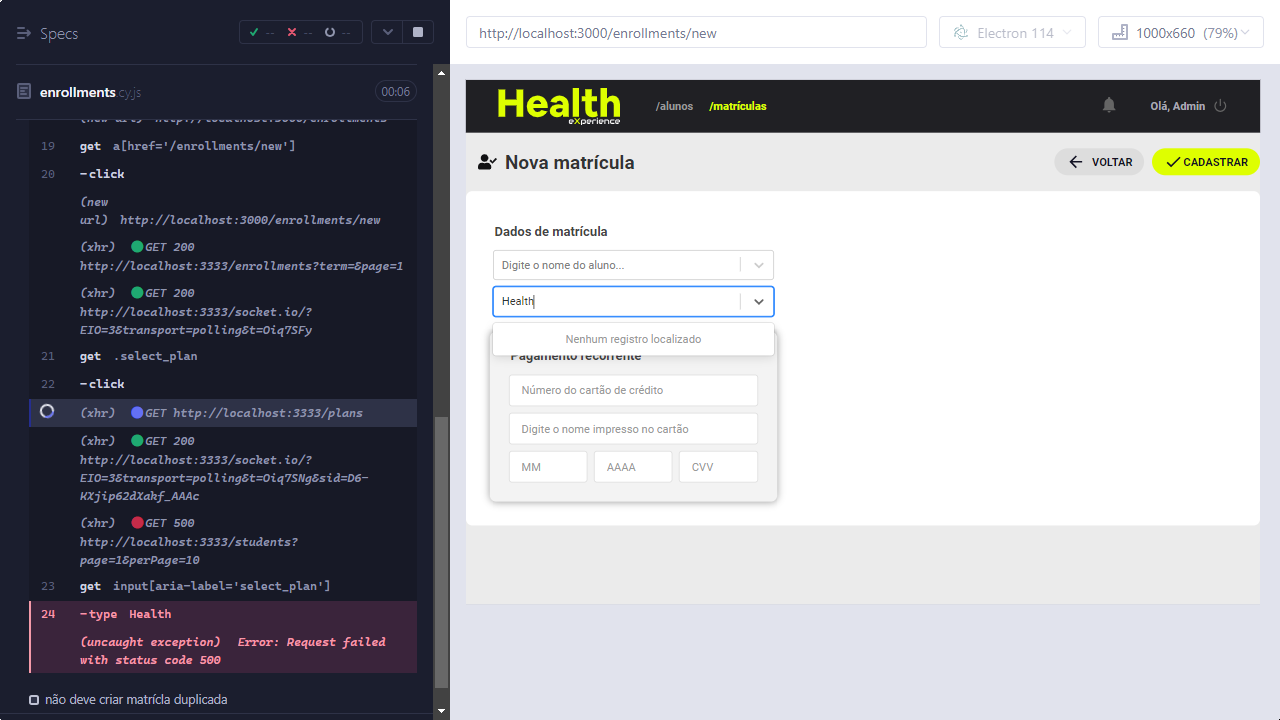 Specs
-- -- --
enrollments.cy.js
00:06
(new url) http://localhost:3000/enrollments
19 get a[href='/enrollments/new']
20 -click
(new
url) http://localhost:3000/enrollments/new
(xhr) GET 200
http://localhost:3333/enrollments?term=&page=1
(xhr) GET 200
http://localhost:3333/socket.io/?
EIO=3&transport=polling&t=Oiq7SFy
21 get .select_plan
22 -click
(xhr) GET http://localhost:3333/plans
(xhr) GET 200
http://localhost:3333/socket.io/?
EIO=3&transport=polling&t=Oiq7SNg&sid=D6-
KXjip62dXakf_AAAc
(xhr) GET 500
http://localhost:3333/students?
page=1&perPage=10
23 get input[aria-label='select_plan']
24 -type Health
(uncaught exception) Error: Request failed
with status code 500
não deve criar matrícla duplicada
http://localhost:3000/enrollments/new
Electron 114
1000x660 (79%)
Health
eXperience
/alunos
/matrículas
Olá, Admin
Nova matrícula
VOLTAR
CADASTRAR
Dados de matrícula
Digite o nome do aluno...
Health
Nenhum registro localizado
Pagamento recorrente
Número do cartão de crédito
Digite o nome impresso no cartão
MM
AAAA
CVV